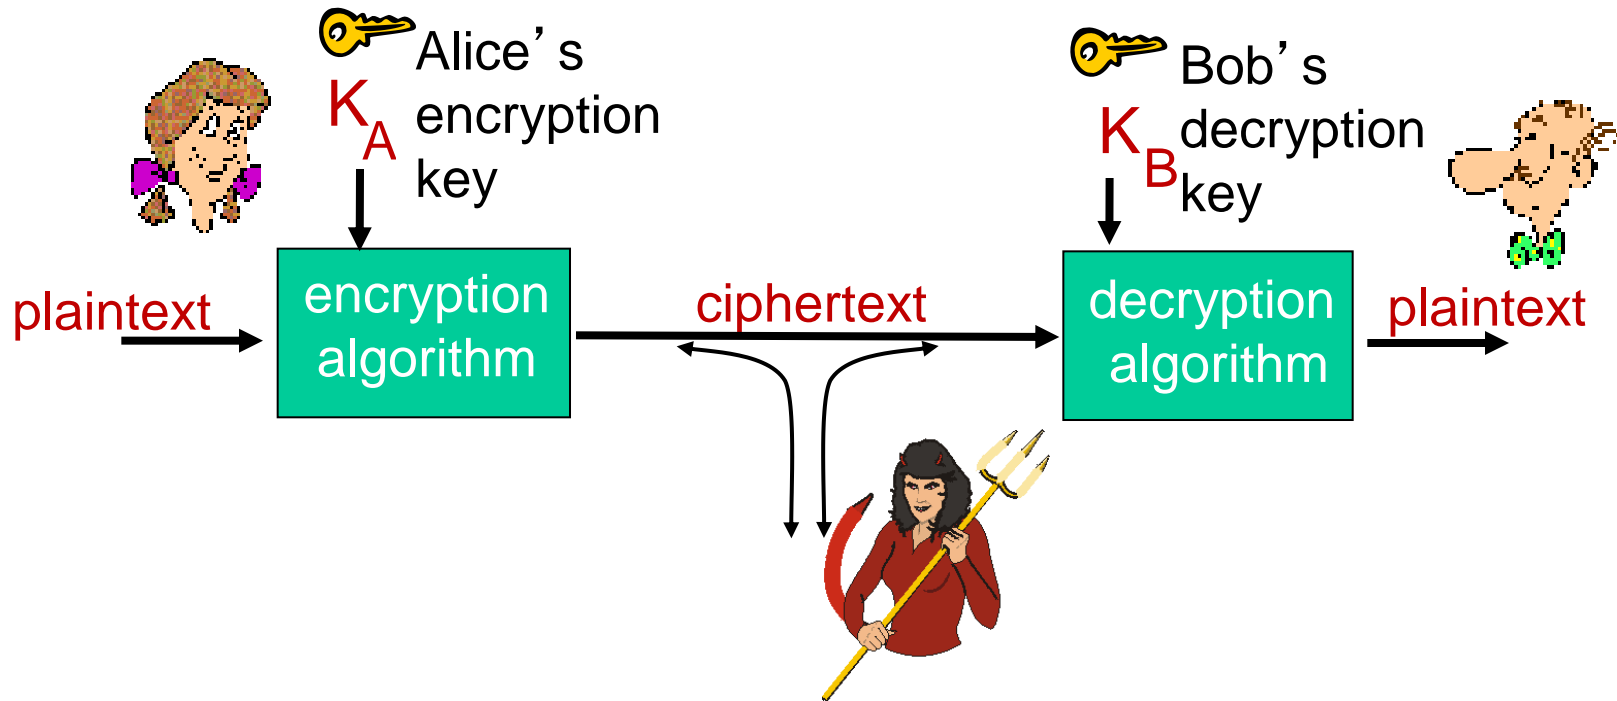 Alice’s
encryption
key
K
A
Bob’s
decryption
key
K
B
plaintext
encryption
algorithm
ciphertext
decryption
algorithm
plaintext